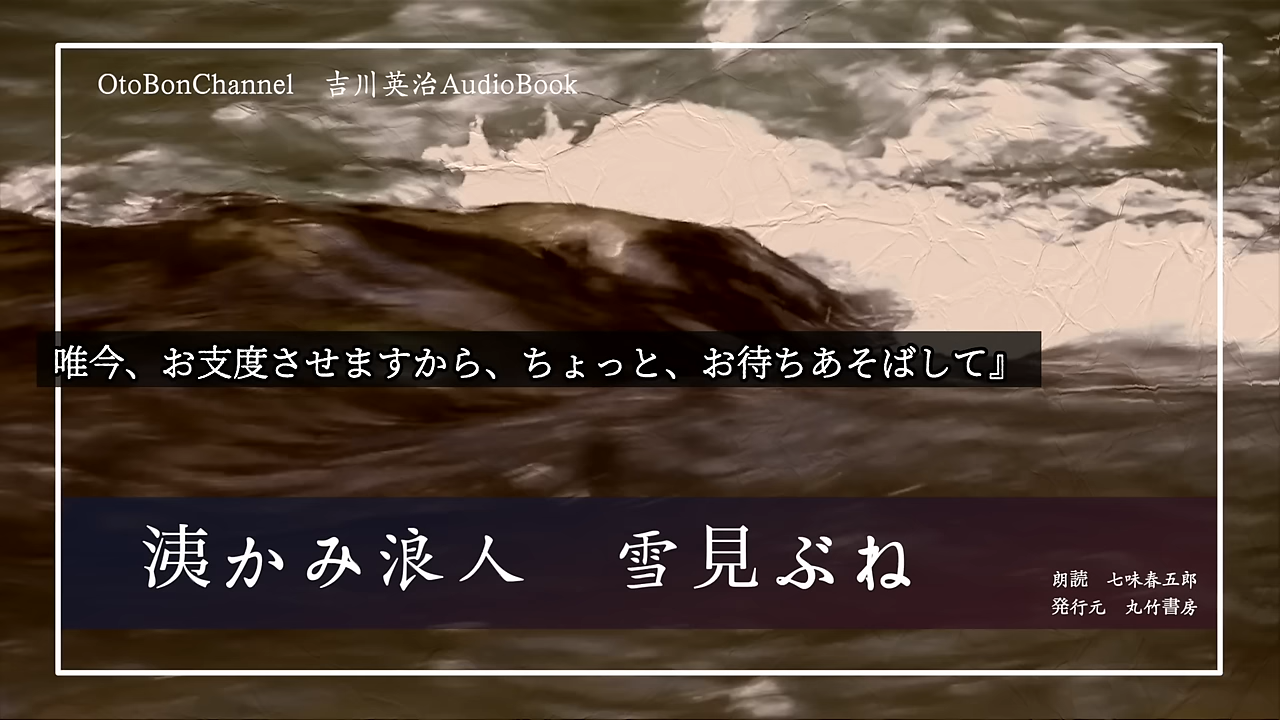 OtoBonChannel　吉川英治AudioBook
唯今、お支度させますから、ちょっと、お待ちあそばして』
洟かみ浪人　雪見ぶね
朗読　七味春五郎
発行元　丸竹書房